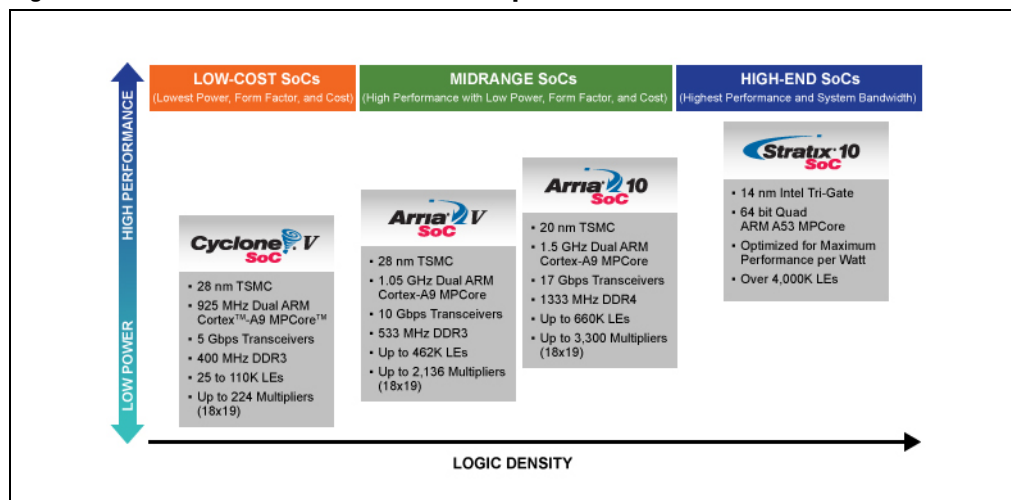 LOW-COST SoCs
(Lowest Power, Form Factor, and Cost)
MIDRANGE SoCs
(High Performance with Low Power, Form Factor, and Cost)
HIGH-END SoCs
(Highest Performance and System Bandwidth)
HIGH PERFORMANCE
LOW POWER
Cyclone V
SoC
▪ 28 nm TSMC
▪ 925 MHz Dual ARM
Cortex™-A9 MPCore™
▪ 5 Gbps Transceivers
▪ 400 MHz DDR3
▪ 25 to 110K LEs
▪ Up to 224 Multipliers
(18x19)
Arria V
SoC
▪ 28 nm TSMC
▪ 1.05 GHz Dual ARM
Cortex-A9 MPCore
▪ 10 Gbps Transceivers
▪ 533 MHz DDR3
▪ Up to 462K LEs
▪ Up to 2,136 Multipliers
(18x19)
Arria 10
SoC
▪ 20 nm TSMC
▪ 1.5 GHz Dual ARM
Cortex-A9 MPCore
▪ 17 Gbps Transceivers
▪ 1333 MHz DDR4
▪ Up to 660K LEs
▪ Up to 3,300 Multipliers
(18x19)
Stratix 10
SoC
▪ 14 nm Intel Tri-Gate
▪ 64 bit Quad
ARM A53 MPCore
▪ Optimized for Maximum
Performance per Watt
▪ Over 4,000K LEs
LOGIC DENSITY